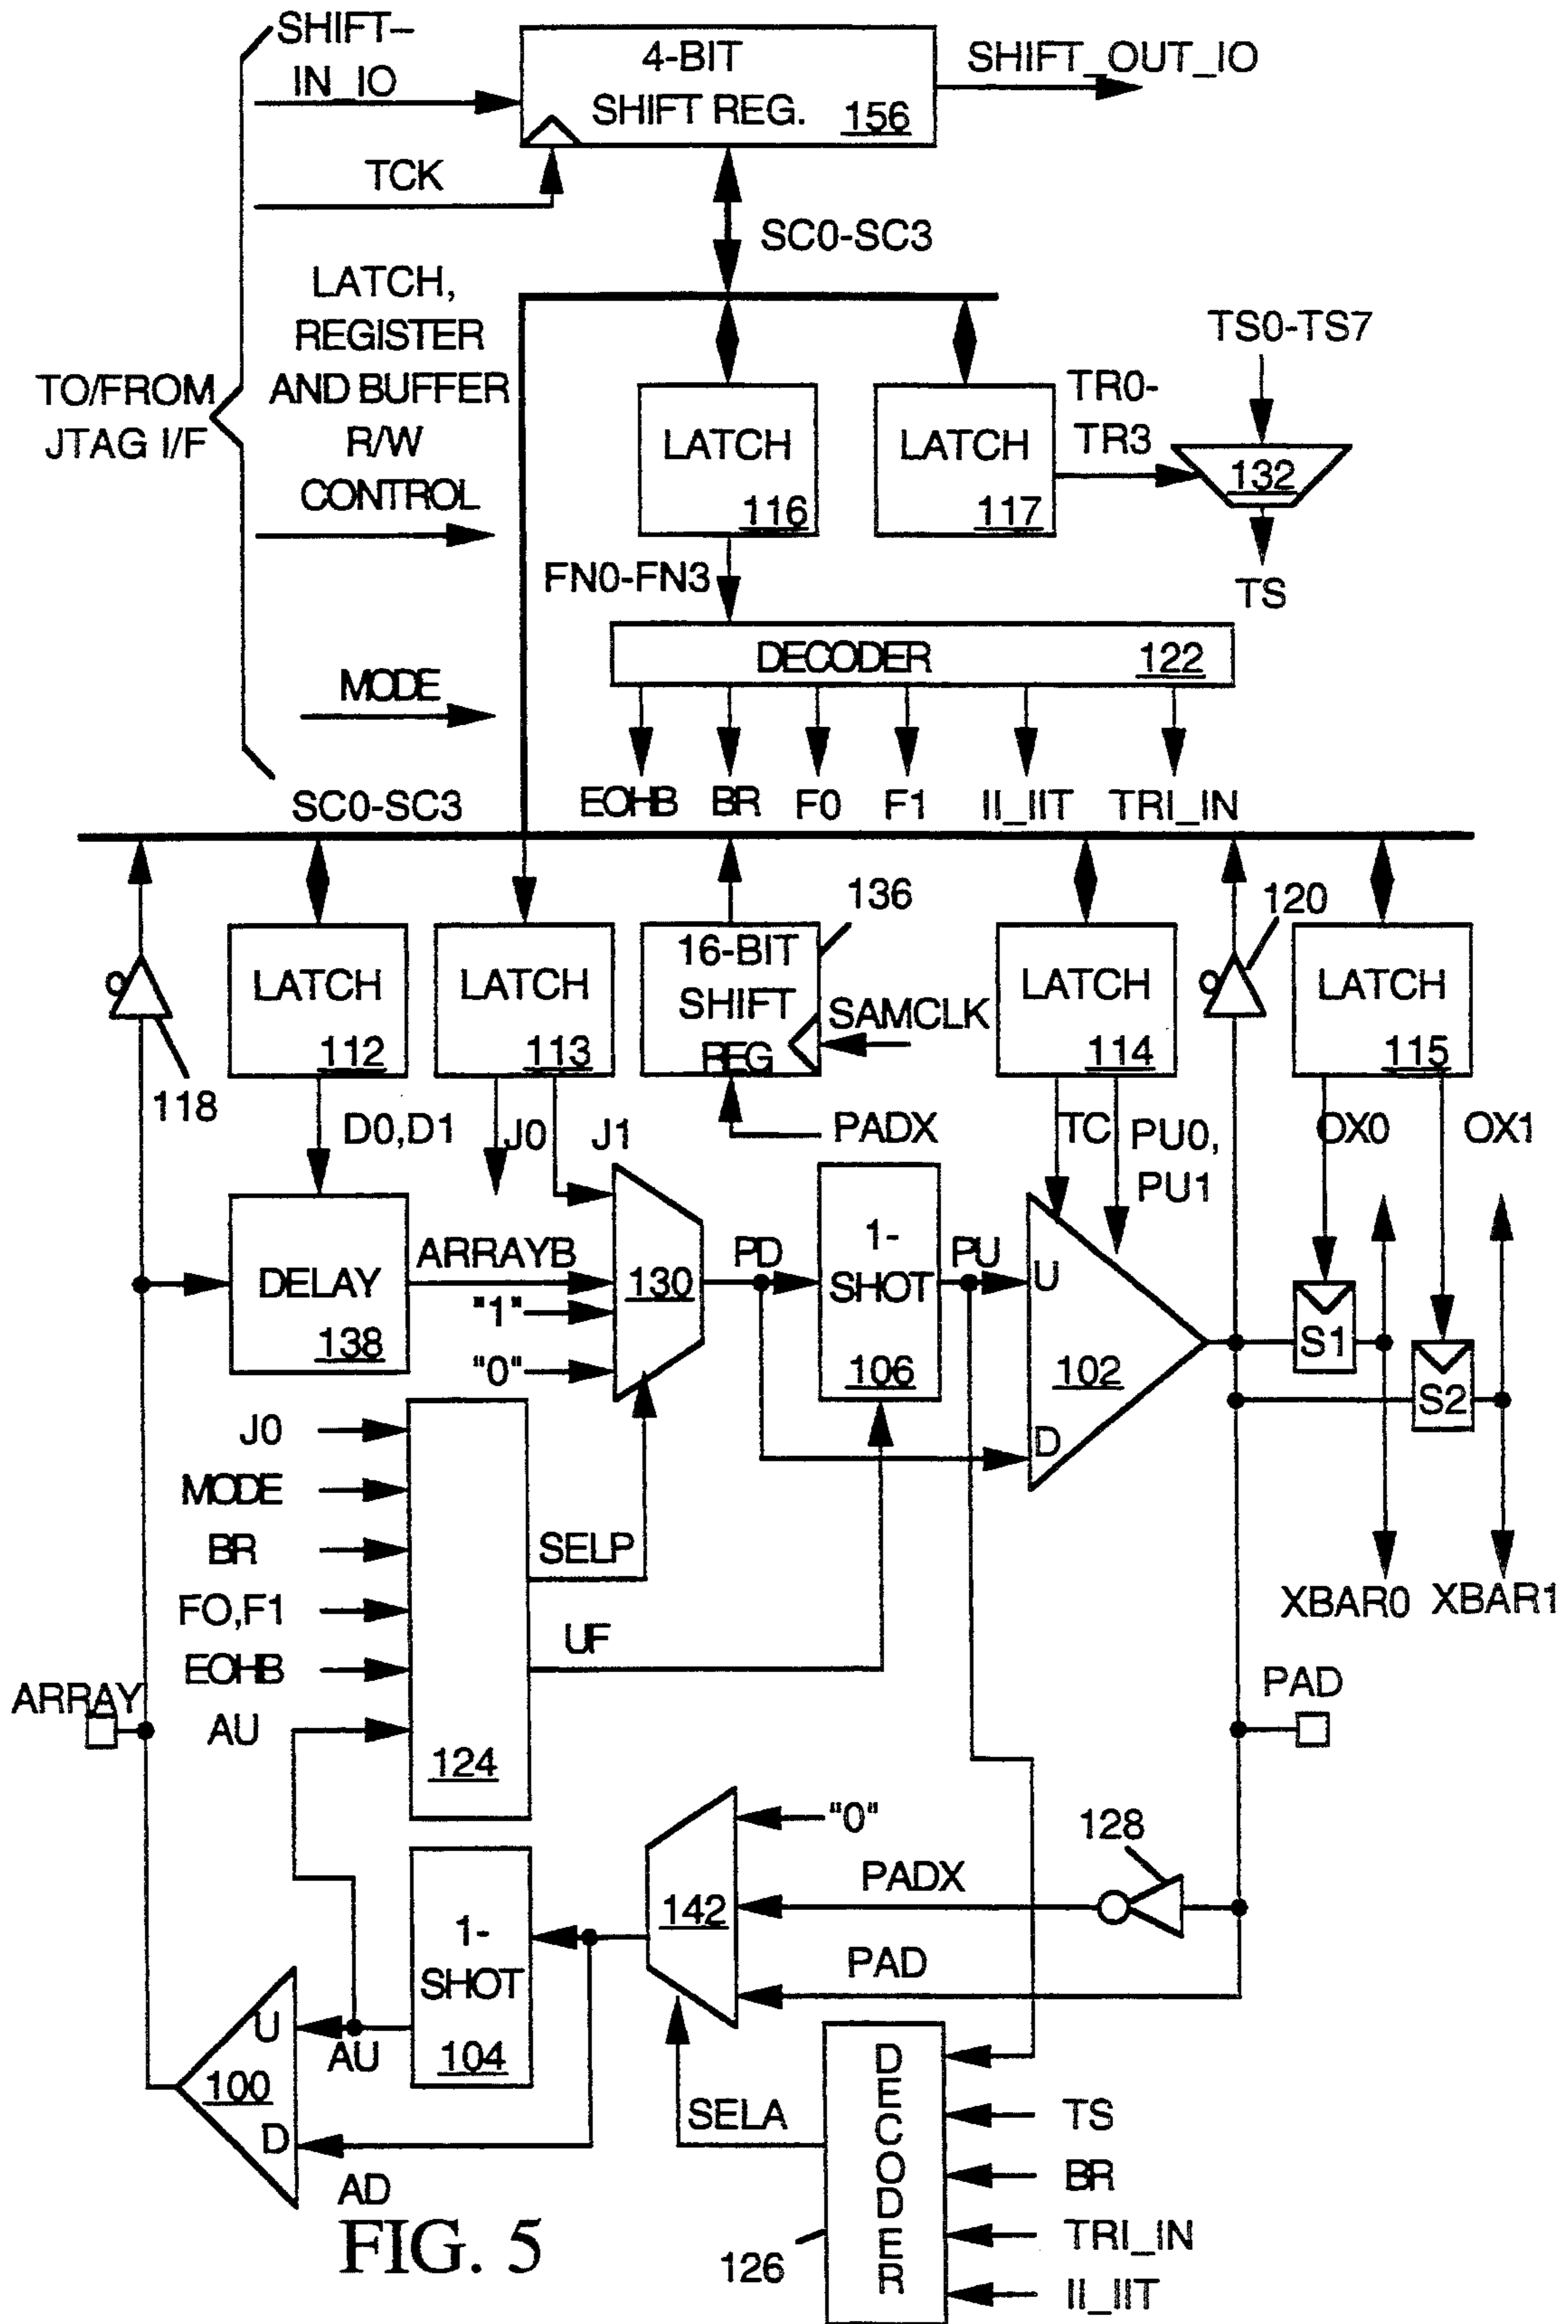 SHIFT–
IN_IO
4-BIT
SHIFT REG.
156
SHIFT_OUT_IO
TCK
SC0-SC3
LATCH,
REGISTER
AND BUFFER
R/W
CONTROL
TO/FROM
JTAG I/F
TS0-TS7
LATCH
116
LATCH
117
TR0-
TR3
132
TS
FN0-FN3
DECODER
122
MODE
EOHB
BR
F0
F1
II_IIT
TRI_IN
SC0-SC3
136
120
118
LATCH
112
LATCH
113
16-BIT
SHIFT
REG
SAMCLK
LATCH
114
LATCH
115
D0,D1
J0
J1
PADX
TC
PU0,
PU1
OX0
OX1
DELAY
138
ARRAYB
"1"
"0"
130
PD
1-
SHOT
106
PU
U
D
102
S1
S2
J0
MODE
BR
FO,F1
EOHB
AU
124
SELP
UF
XBAR0
XBAR1
ARRAY
PAD
"0"
PADX
PAD
128
142
1-
SHOT
104
AU
U
D
100
AD
SELA
DECODER
126
TS
BR
TRI_IN
II_IIT
FIG. 5